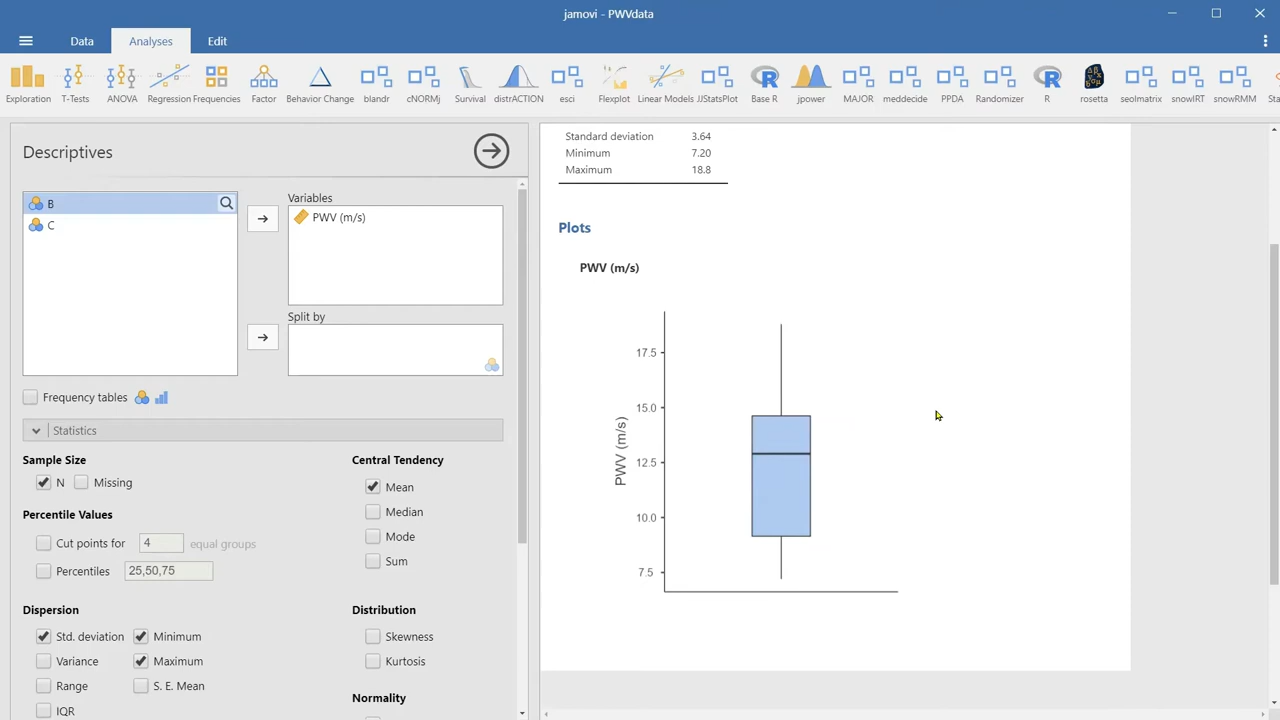 jamovi - PWVdata
Data Analyses Edit
Exploration T-Tests ANOVA Regression Frequencies Factor Behavior Change blandr cNORMj Survival distrACTION esci Flexplot Linear Models JJStatsPlot Base R jpower MAJOR meddecide PPDA Randomizer R rosetta seolmatrix snowIRT snowRMM
Descriptives
B
C
Variables
PWV (m/s)
Split by
Frequency tables
Statistics
Sample Size
N Missing
Percentile Values
Cut points for 4 equal groups
Percentiles 25,50,75
Dispersion
Std. deviation Minimum
Variance Maximum
Range S. E. Mean
IQR
Central Tendency
Mean
Median
Mode
Sum
Distribution
Skewness
Kurtosis
Normality
Standard deviation 3.64
Minimum 7.20
Maximum 18.8
Plots
PWV (m/s)
PWV (m/s)
17.5
15.0
12.5
10.0
7.5